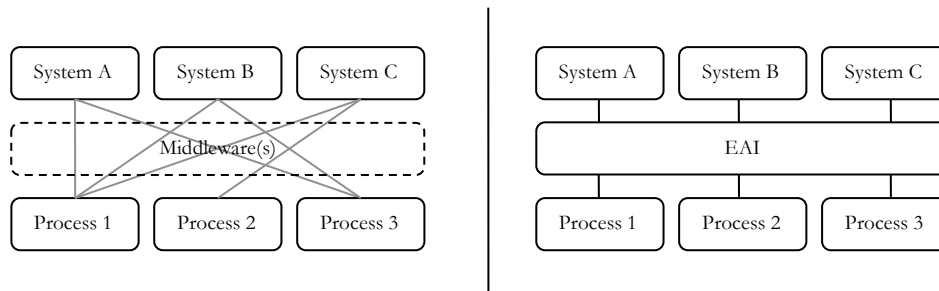 System A
System B
System C
Middleware(s)
Process 1
Process 2
Process 3
System A
System B
System C
EAI
Process 1
Process 2
Process 3